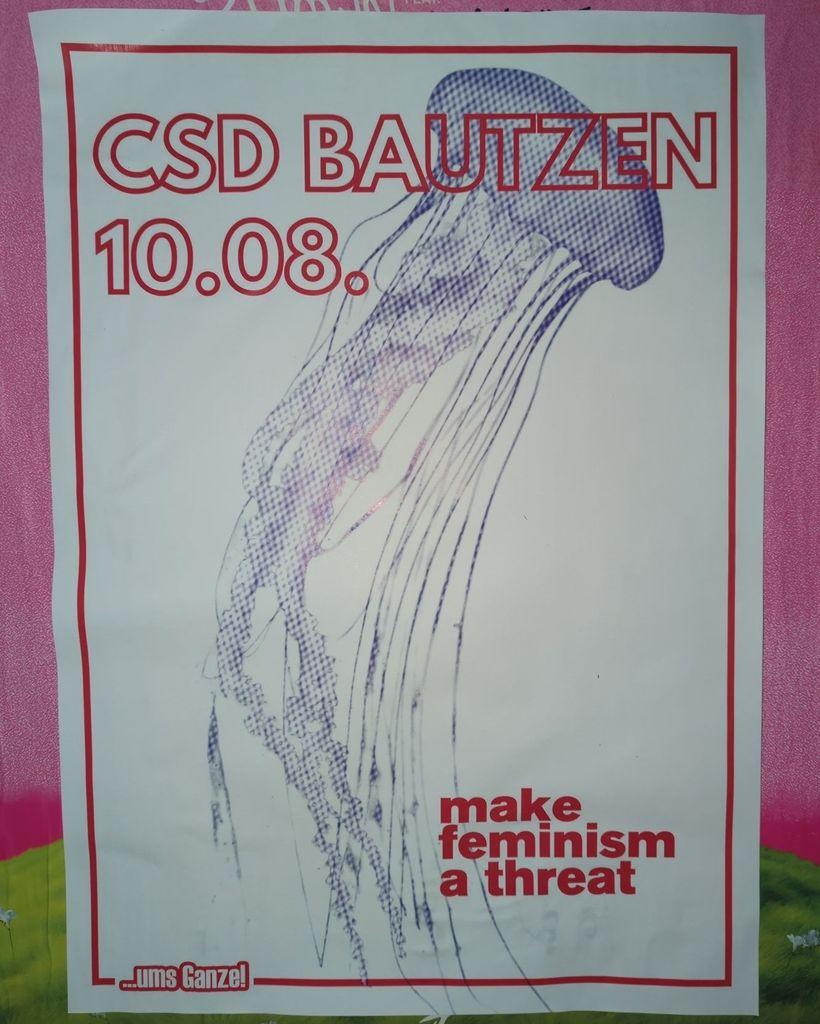 CSD BAUTZEN
10.08.
make
feminism
a threat
...ums Ganze!